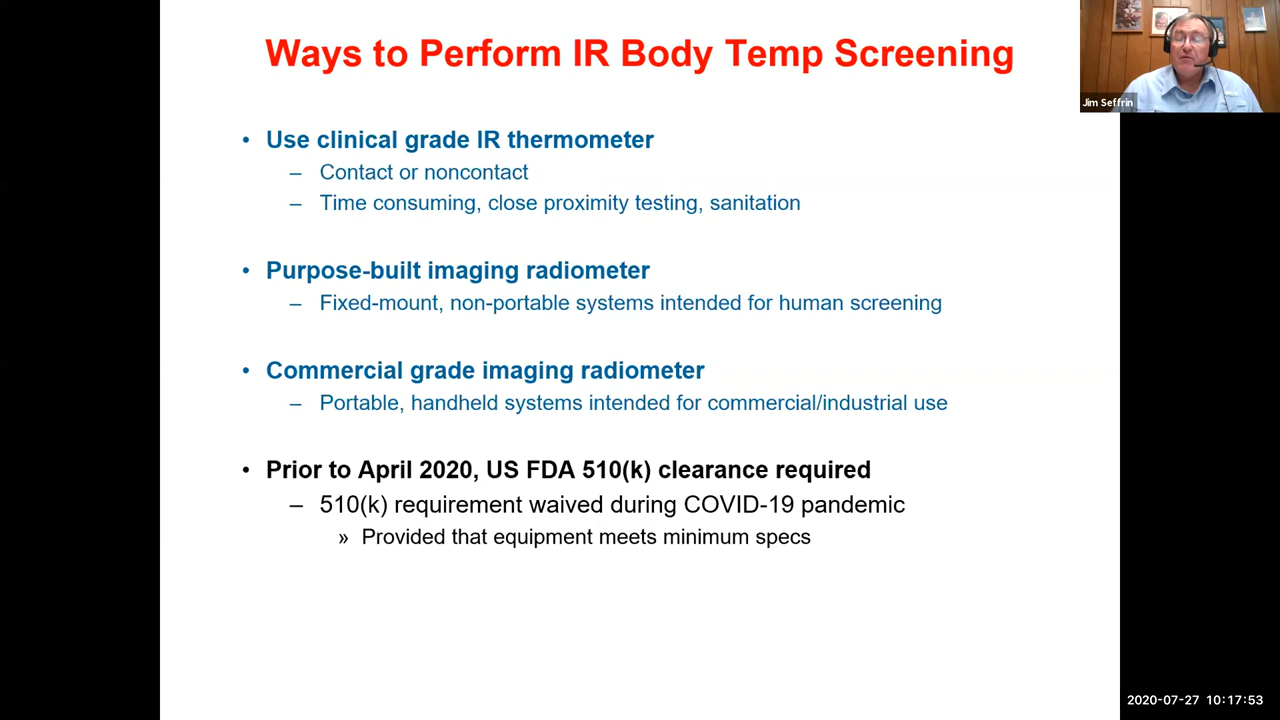 Ways to Perform IR Body Temp Screening
Jim Seffrin
• Use clinical grade IR thermometer
– Contact or noncontact
– Time consuming, close proximity testing, sanitation
• Purpose-built imaging radiometer
– Fixed-mount, non-portable systems intended for human screening
• Commercial grade imaging radiometer
– Portable, handheld systems intended for commercial/industrial use
• Prior to April 2020, US FDA 510(k) clearance required
– 510(k) requirement waived during COVID-19 pandemic
» Provided that equipment meets minimum specs
2020-07-27 10:17:53